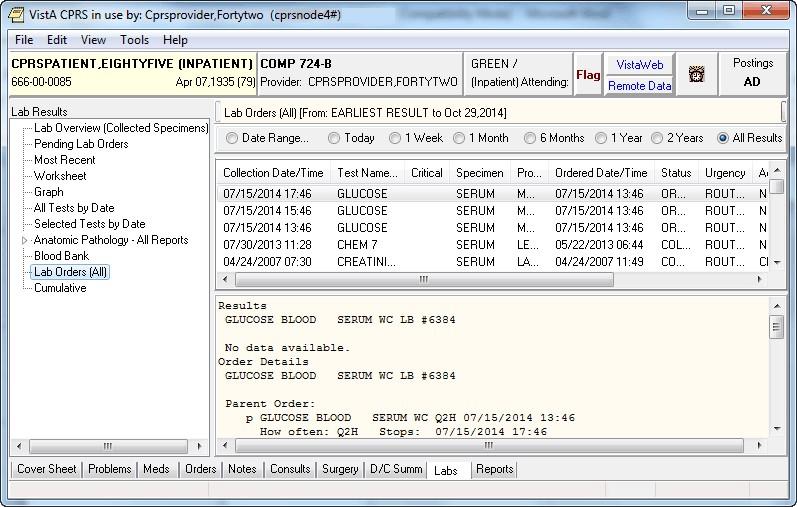 VistA CPRS in use by: Cprsprovider,Fortytwo (cprsnode4#)
File Edit View Tools Help
CPRSPATIENT,EIGHTYFIVE (INPATIENT) COMP 724-B GREEN / Flag VistaWeb Postings
666-00-0085 Apr 07,1935 (79) Provider: CPRSPROVIDER,FORTYTWO (Inpatient) Attending: Remote Data AD
Lab Results
Lab Overview (Collected Specimens)
Pending Lab Orders
Most Recent
Worksheet
Graph
All Tests by Date
Selected Tests by Date
Anatomic Pathology - All Reports
Blood Bank
Lab Orders (All)
Cumulative
Lab Orders (All) [From: EARLIEST RESULT to Oct 29,2014]
Date Range... Today 1 Week 1 Month 6 Months 1 Year 2 Years All Results
Collection Date/Time Test Name... Critical Specimen Pro... Ordered Date/Time Status Urgency
07/15/2014 17:46 GLUCOSE SERUM M... 07/15/2014 13:46 OR... ROUT... N
07/15/2014 15:46 GLUCOSE SERUM M... 07/15/2014 13:46 OR... ROUT... N
07/15/2014 13:46 GLUCOSE SERUM M... 07/15/2014 13:46 OR... ROUT... N
07/30/2013 11:28 CHEM 7 SERUM LE... 05/22/2013 06:44 COL... ROUT... N
04/24/2007 07:30 CREATINI... SERUM LA... 04/24/2007 11:49 CO... ROUT...
Results
GLUCOSE BLOOD SERUM WC LB #6384
No data available.
Order Details
GLUCOSE BLOOD SERUM WC LB #6384
Parent Order:
p GLUCOSE BLOOD SERUM WC Q2H 07/15/2014 13:46
How often: Q2H Stops: 07/15/2014 17:46
Cover Sheet Problems Meds Orders Notes Consults Surgery D/C Summ Labs Reports